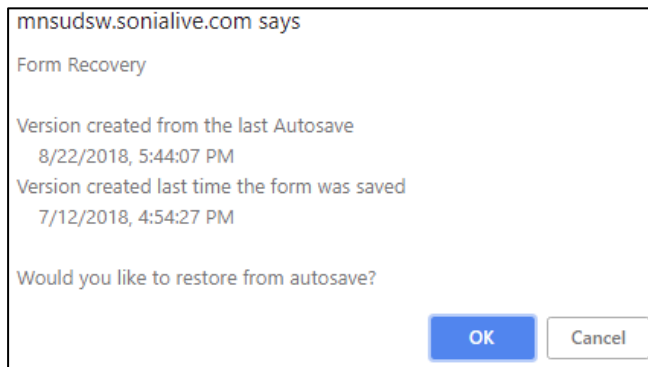 mnsudsw.sonialive.com says
Form Recovery
Version created from the last Autosave
8/22/2018, 5:44:07 PM
Version created last time the form was saved
7/12/2018, 4:54:27 PM
Would you like to restore from autosave?
OK Cancel